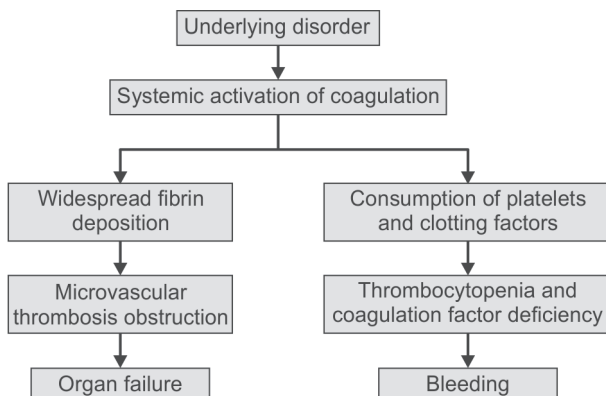 Underlying disorder
Systemic activation of coagulation
Widespread fibrin
deposition
Consumption of platelets
and clotting factors
Microvascular
thrombosis obstruction
Thrombocytopenia and
coagulation factor deficiency
Organ failure
Bleeding